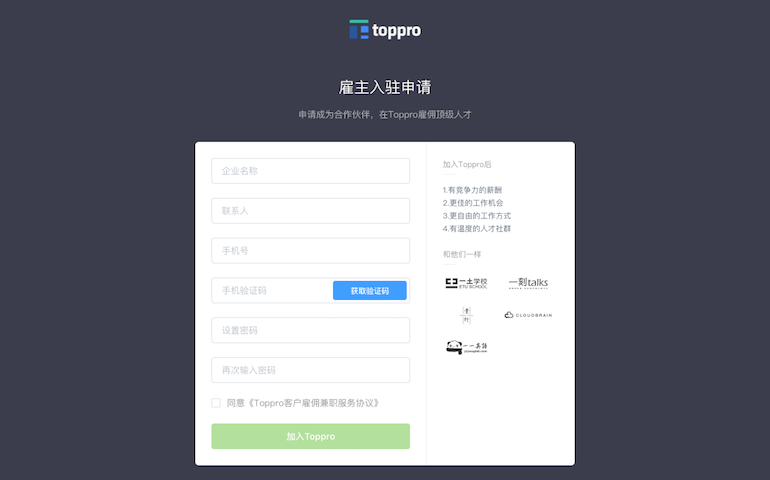 toppro
雇主入驻申请
申请成为合作伙伴，在Toppro雇佣顶级人才
企业名称
联系人
手机号
手机验证码
获取验证码
设置密码
再次输入密码
同意《Toppro客户雇佣兼职服务协议》
加入Toppro
加入Toppro后
1.有竞争力的薪酬
2.更佳的工作机会
3.更自由的工作方式
4.有温度的人才社群
和他们一样
一土学校
ETU SCHOOL
一刻talks
CLOUDBRAIN
一一英語